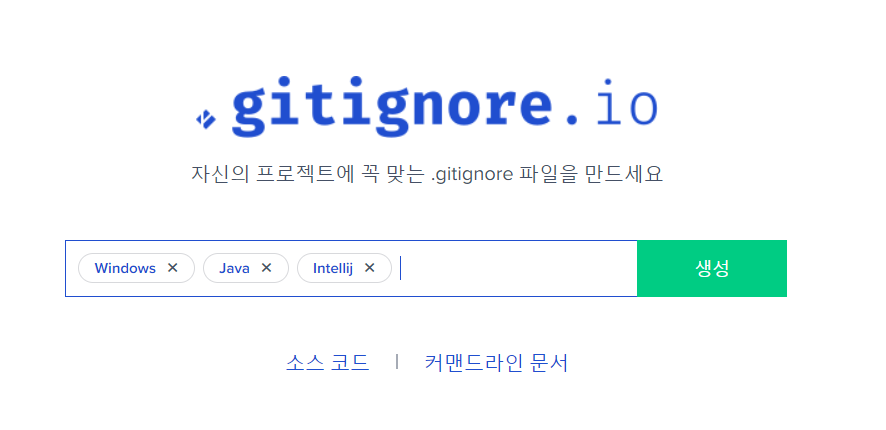 .gitignore.io
자신의 프로젝트에 꼭 맞는 .gitignore 파일을 만드세요
Windows ✕ Java ✕ Intellij ✕ 생성
소스 코드 | 커맨드라인 문서